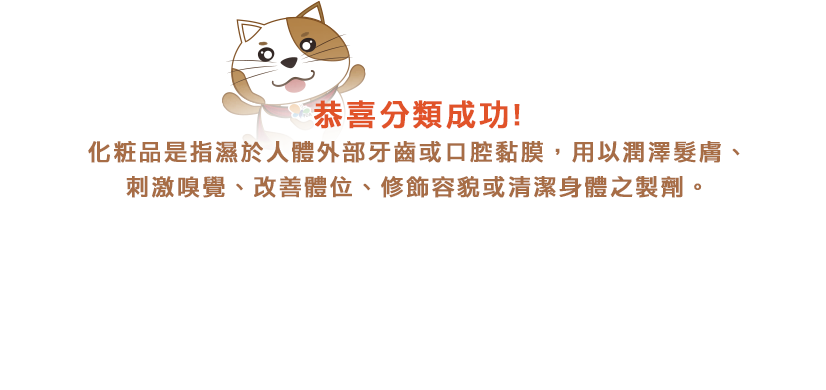 恭喜分類成功!
化粧品是指濕於人體外部牙齒或口腔黏膜，用以潤澤髮膚、
刺激嗅覺、改善體位、修飾容貌或清潔身體之製劑。